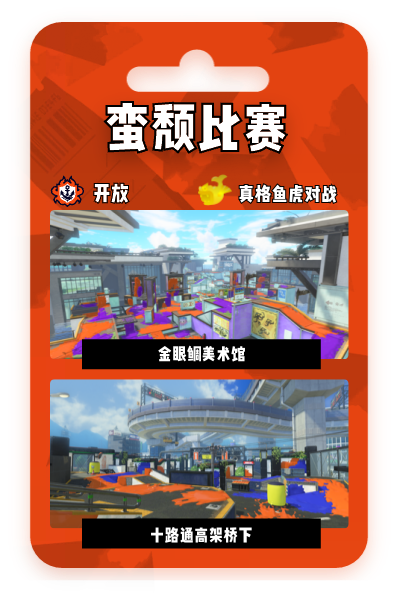 蛮颓比赛
开放
真格鱼虎对战
金眼鲷美术馆
十路通高架桥下